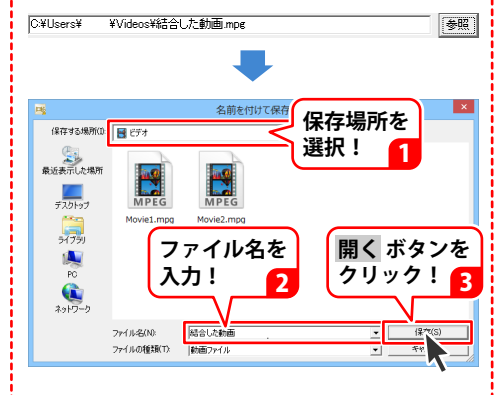 C:¥Users¥ ¥Videos¥結合した動画.mpg
参照
名前を付けて保存
保存する場所(I):
ビデオ
保存場所を
選択！
1
最近表示した場所
デスクトップ
ライブラリ
PC
ネットワーク
MPEG
MPEG
Movie1.mpg
Movie2.mpg
ファイル名を
入力！
2
開く ボタンを
クリック！
3
ファイル名(N):
結合した動画
保存(S)
ファイルの種類(T):
動画ファイル